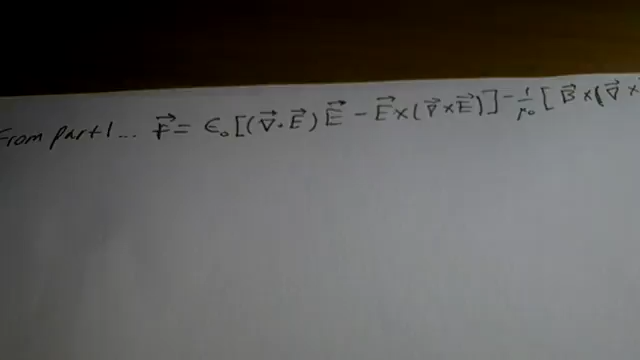 From part 1... F⃗ = ε₀[(∇⃗·E⃗)E⃗ − E⃗×(∇⃗×E⃗)] − 1/μ₀ [B⃗×(∇⃗×